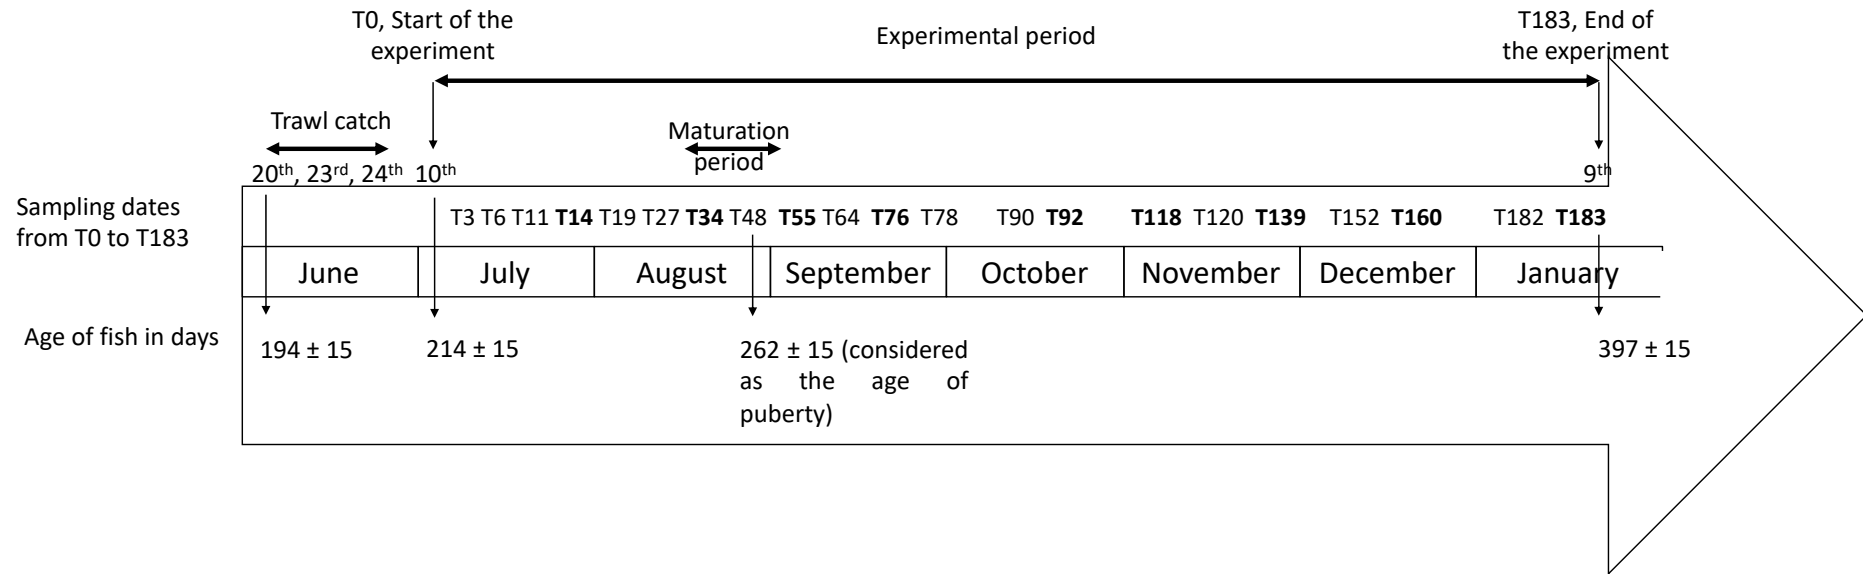 T0, Start of the
experiment
Experimental period
T183, End of
the experiment
Trawl catch
Maturation
period
20th, 23rd, 24th 10th
9th
Sampling dates
from T0 to T183
T3 T6 T11 T14 T19 T27 T34 T48 T55 T64 T76 T78 T90 T92 T118 T120 T139 T152 T160 T182 T183
June July August September October November December January
Age of fish in days
194 ± 15
214 ± 15
262 ± 15 (considered
as the age of
puberty)
397 ± 15